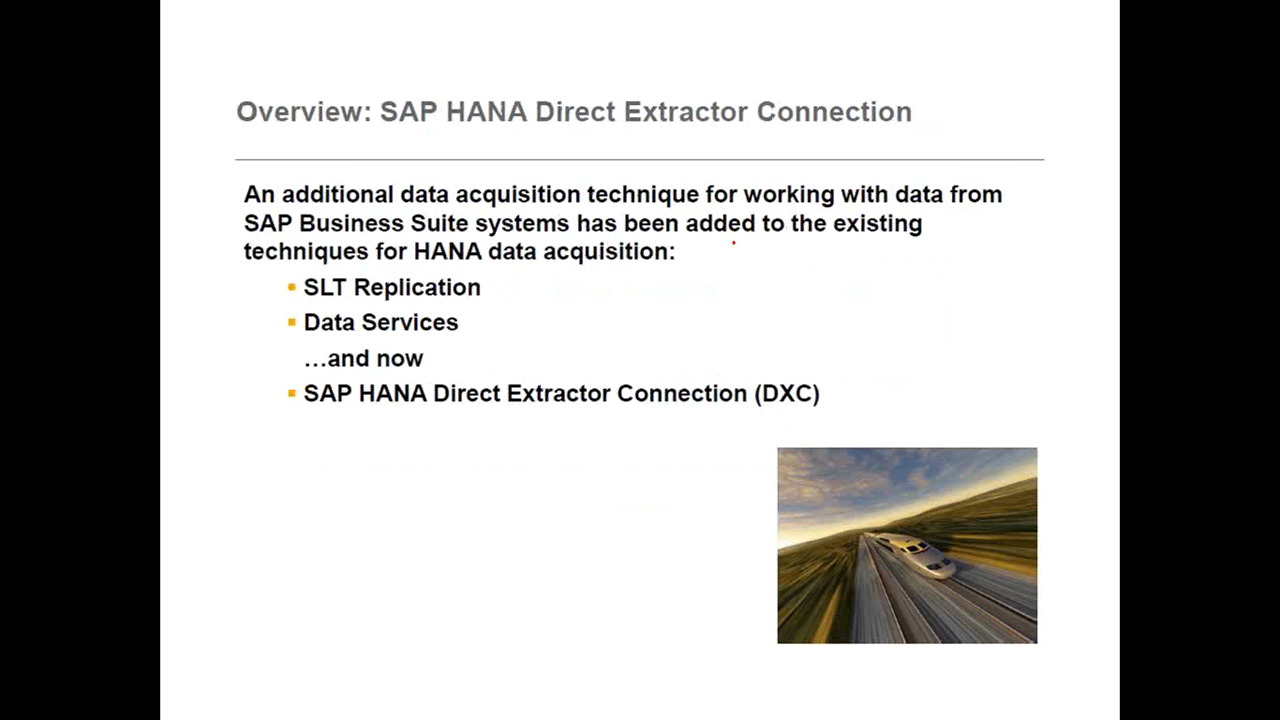 Overview: SAP HANA Direct Extractor Connection
An additional data acquisition technique for working with data from
SAP Business Suite systems has been added to the existing
techniques for HANA data acquisition:
SLT Replication
Data Services
…and now
SAP HANA Direct Extractor Connection (DXC)